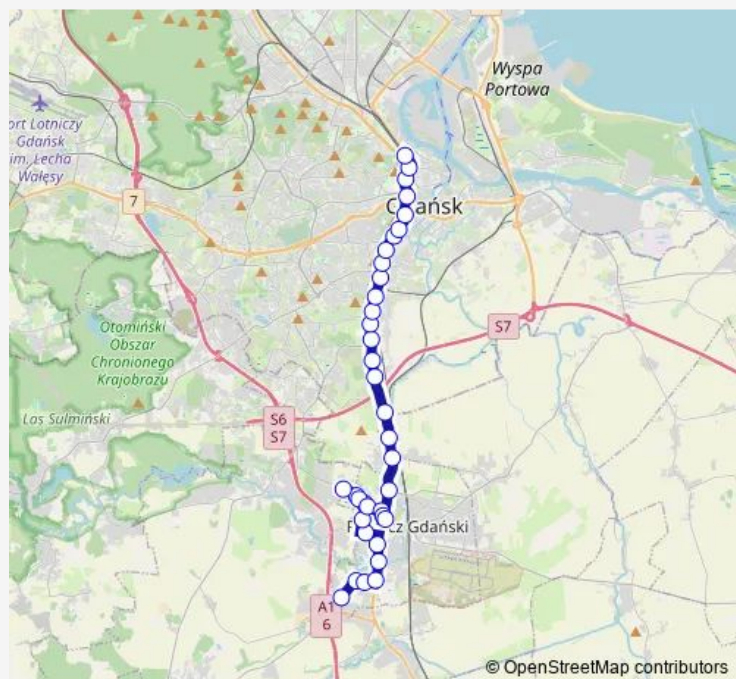 Wyspa
Portowa
ort Lotniczy
Gdańsk
im. Lecha
Wałęsy
7
Gdańsk
S7
Otomiński
Obszar
Chronionego
Krajobrazu
Las Sulmiński
S6
S7
Gdański
A1
6
© OpenStreetMap contributors